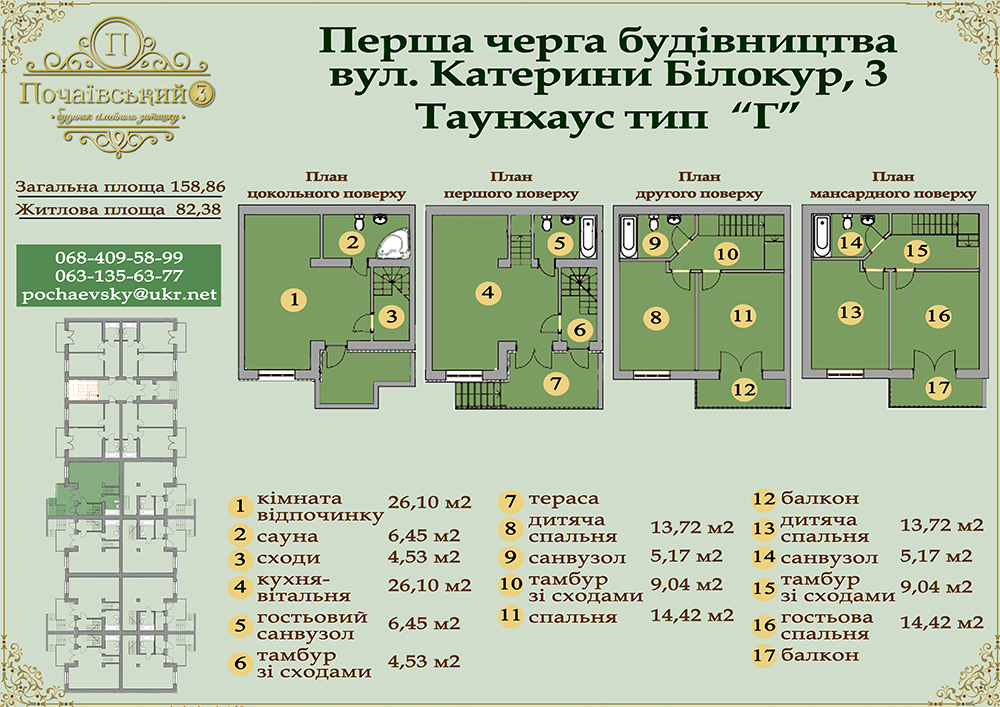 П
Почаївський 3
будинок сімейного затишку
Перша черга будівництва
вул. Катерини Білокур, 3
Таунхаус тип “Г”
Загальна площа 158,86
Житлова площа 82,38
068-409-58-99
063-135-63-77
pochaevsky@ukr.net
План
цокольного поверху
План
першого поверху
План
другого поверху
План
мансардного поверху
1
2
3
4
5
6
7
8
9
10
11
12
13
14
15
16
17
1 кімната
відпочинку 26,10 м2
2 сауна 6,45 м2
3 сходи 4,53 м2
4 кухня-
вітальня 26,10 м2
5 гостьовий
санвузол 6,45 м2
6 тамбур
зі сходами 4,53 м2
7 тераса
8 дитяча
спальня 13,72 м2
9 санвузол 5,17 м2
10 тамбур
зі сходами 9,04 м2
11 спальня 14,42 м2
12 балкон
13 дитяча
спальня 13,72 м2
14 санвузол 5,17 м2
15 тамбур
зі сходами 9,04 м2
16 гостьова
спальня 14,42 м2
17 балкон